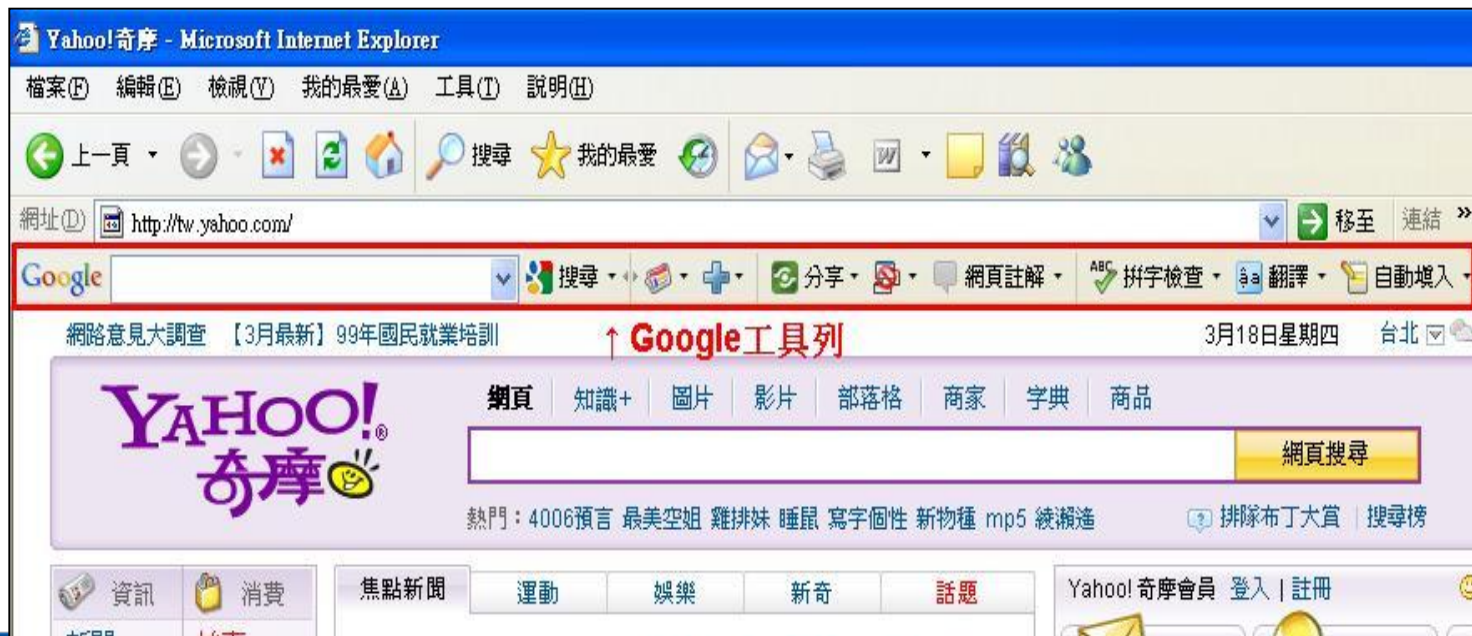 Yahoo!奇摩 - Microsoft Internet Explorer
檔案(F) 編輯(E) 檢視(V) 我的最愛(A) 工具(T) 說明(H)
上一頁 搜尋 我的最愛
網址(D) http://tw.yahoo.com/ 移至 連結 »
Google 搜尋 分享 網頁註解 ABC 拼字檢查 翻譯 自動填入
網路意見大調查 【3月最新】99年國民就業培訓 ↑ Google工具列 3月18日星期四 台北
YAHOO!® 奇摩
網頁 知識+ 圖片 影片 部落格 商家 字典 商品
網頁搜尋
熱門：4006預言 最美空姐 雞排妹 睡鼠 寫字個性 新物種 mp5 綾瀨遙 排隊布丁大賞 搜尋榜
資訊 消費 焦點新聞 運動 娛樂 新奇 話題 Yahoo!奇摩會員 登入 | 註冊